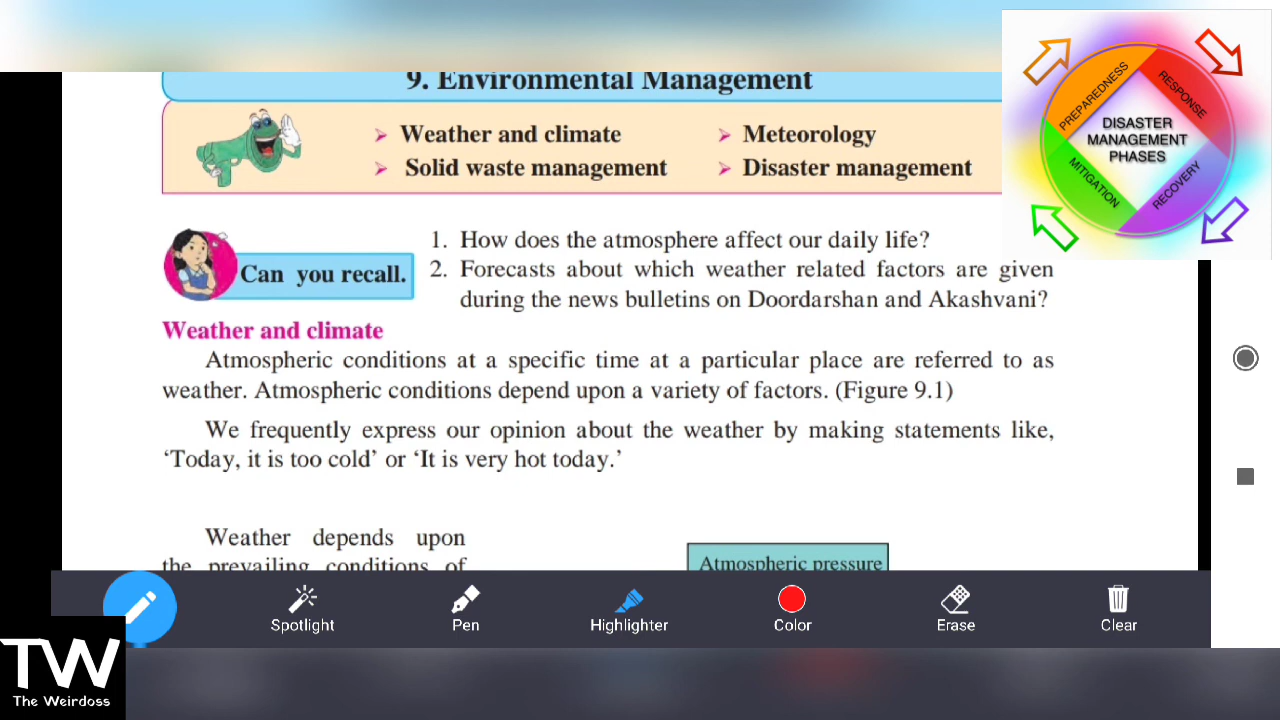 9. Environmental Management
Weather and climate
Meteorology
Solid waste management
Disaster management
PREPAREDNESS
RESPONSE
DISASTER
MANAGEMENT
PHASES
MITIGATION
RECOVERY
Can you recall.
1. How does the atmosphere affect our daily life?
2. Forecasts about which weather related factors are given
during the news bulletins on Doordarshan and Akashvani?
Weather and climate
Atmospheric conditions at a specific time at a particular place are referred to as
weather. Atmospheric conditions depend upon a variety of factors. (Figure 9.1)
We frequently express our opinion about the weather by making statements like,
‘Today, it is too cold’ or ‘It is very hot today.’
Weather depends upon
the prevailing conditions of
Atmospheric pressure
Spotlight
Pen
Highlighter
Color
Erase
Clear
TW
The Weirdoss